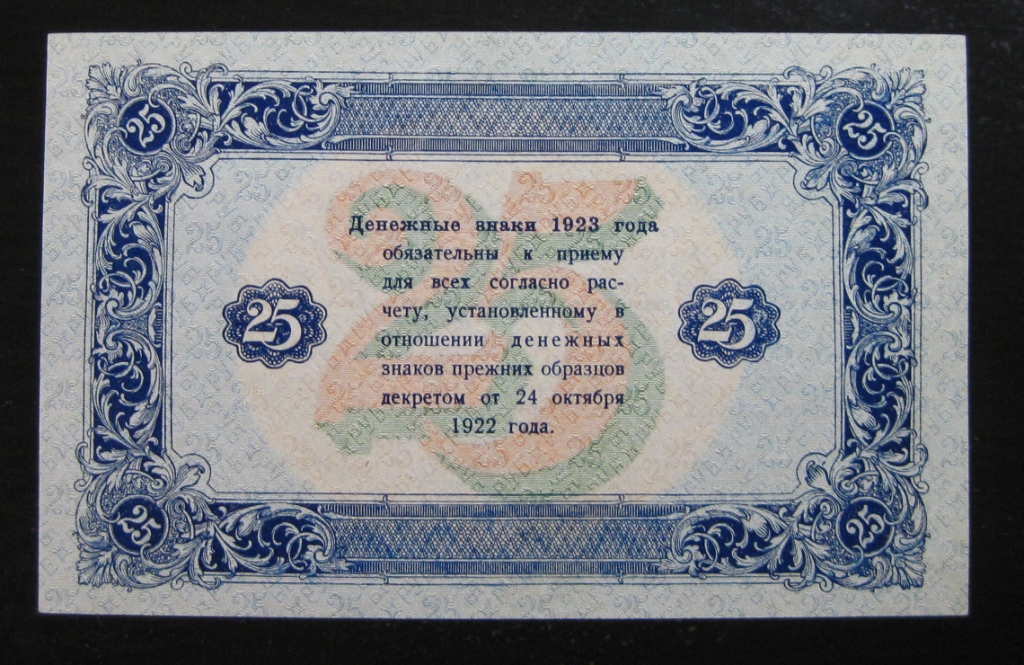 25 25
Денежные знаки 1923 года
обязательны к приему
для всех согласно рас-
чету, установленному в
25 25
отношении денежных
знаков прежних образцов
декретом от 24 октября
1922 года.
25
25 25